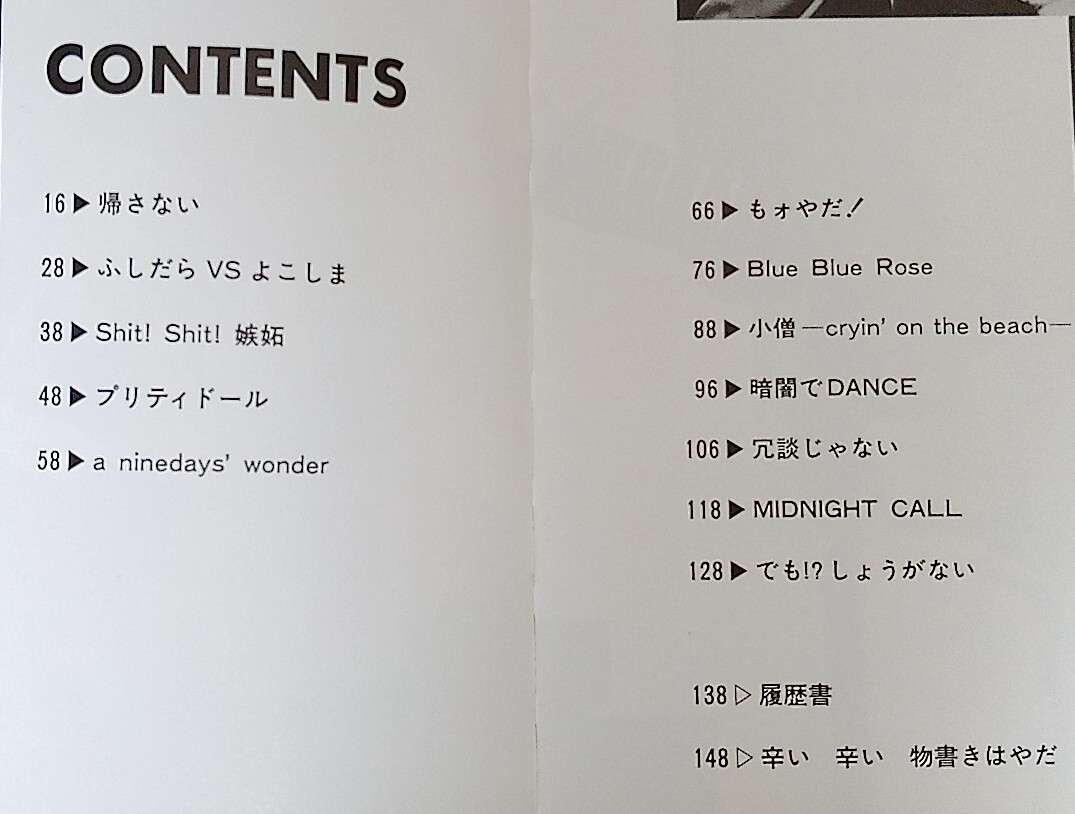 CONTENTS
16▶帰さない
28▶ふしだら VS よこしま
38▶Shit! Shit! 嫉妬
48▶プリティドール
58▶a ninedays' wonder
66▶もォやだ!
76▶Blue Blue Rose
88▶小僧―cryin' on the beach―
96▶暗闇でDANCE
106▶冗談じゃない
118▶MIDNIGHT CALL
128▶でも!?しょうがない
138▷履歴書
148▷辛い　辛い　物書きはやだ